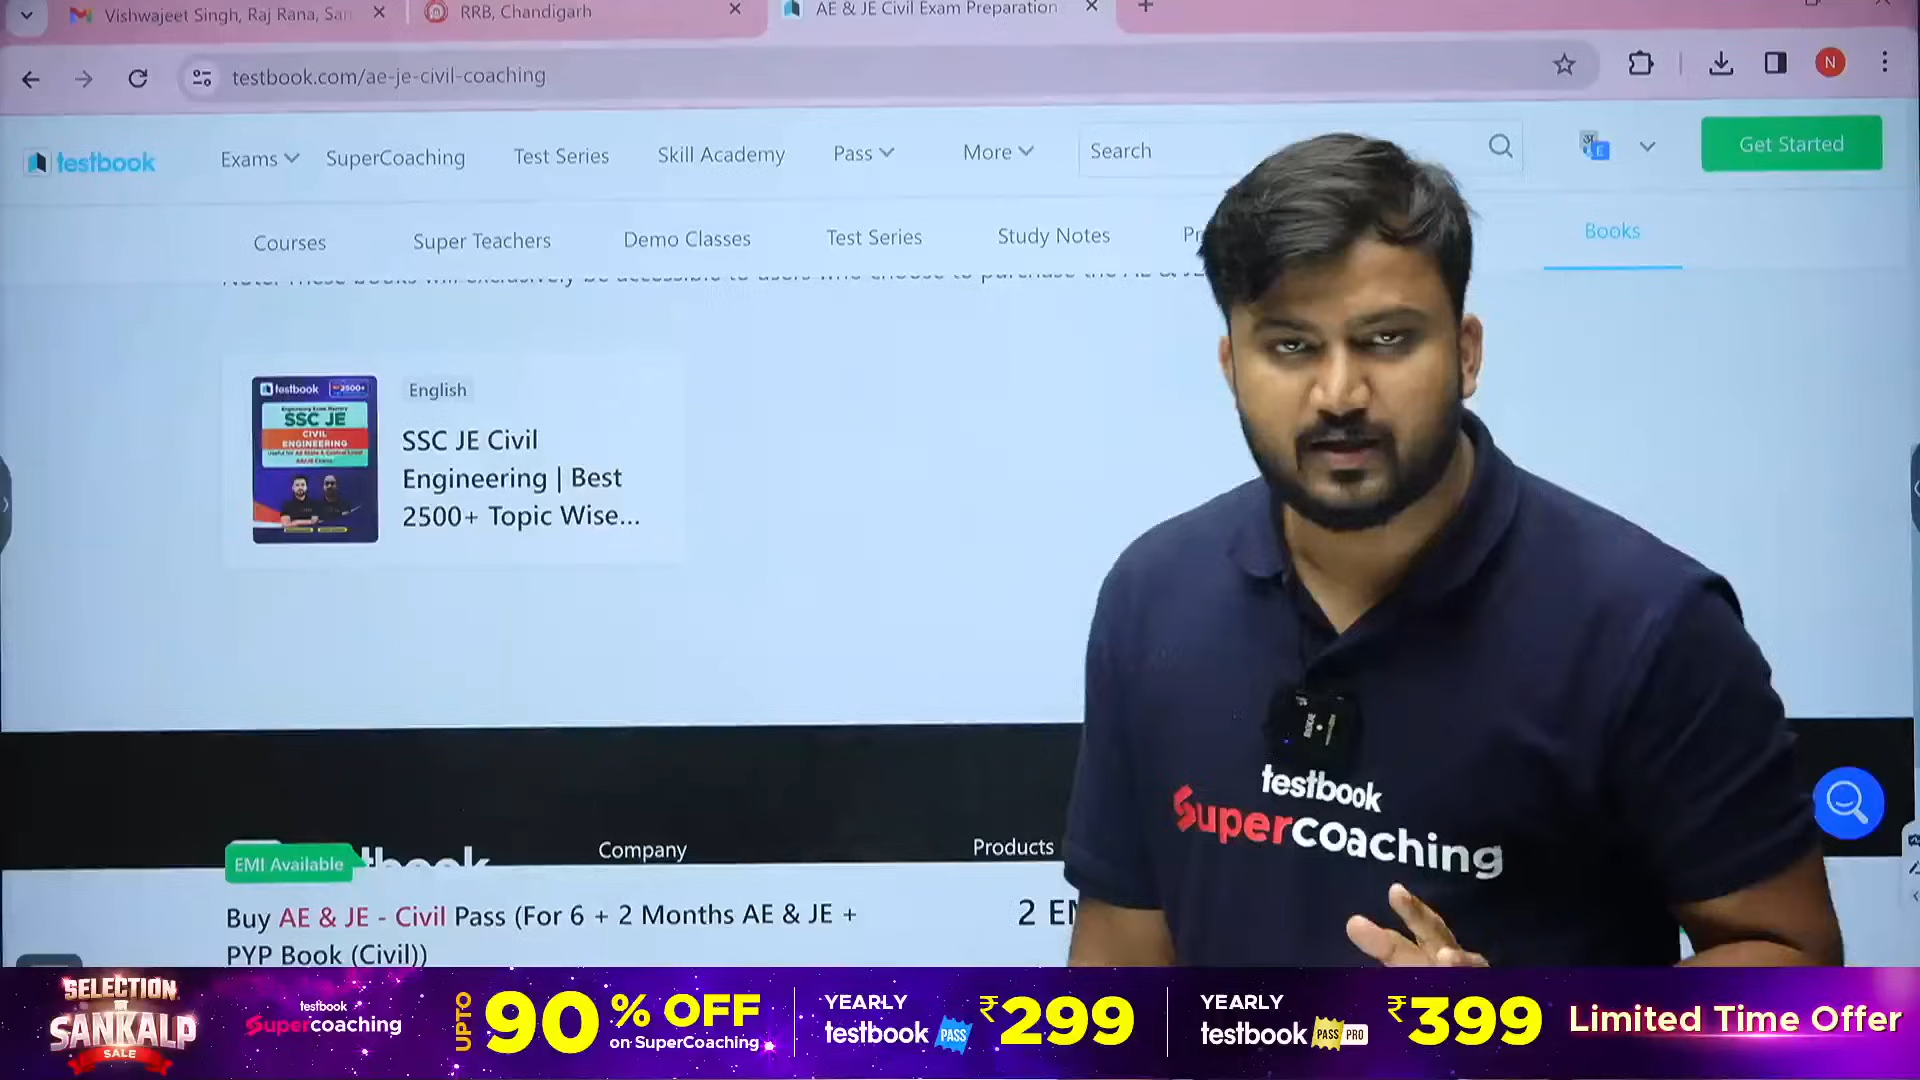 Vishwajeet Singh, Raj Rana, San
RRB, Chandigarh
AE & JE Civil Exam Preparation
testbook.com/ae-je-civil-coaching
N
testbook
Exams
SuperCoaching
Test Series
Skill Academy
Pass
More
Search
Get Started
Courses
Super Teachers
Demo Classes
Test Series
Study Notes
Books
testbook
SSC JE
CIVIL
ENGINEERING
English
SSC JE Civil
Engineering | Best
2500+ Topic Wise...
testbook
Supercoaching
EMI Available
Company
Products
Buy AE & JE - Civil Pass (For 6 + 2 Months AE & JE +
PYP Book (Civil))
SELECTION
SANKALP
SALE
testbook
Supercoaching
UPTO
90% OFF
on SuperCoaching
YEARLY
testbook PASS
₹299
YEARLY
testbook PASS PRO
₹399
Limited Time Offer